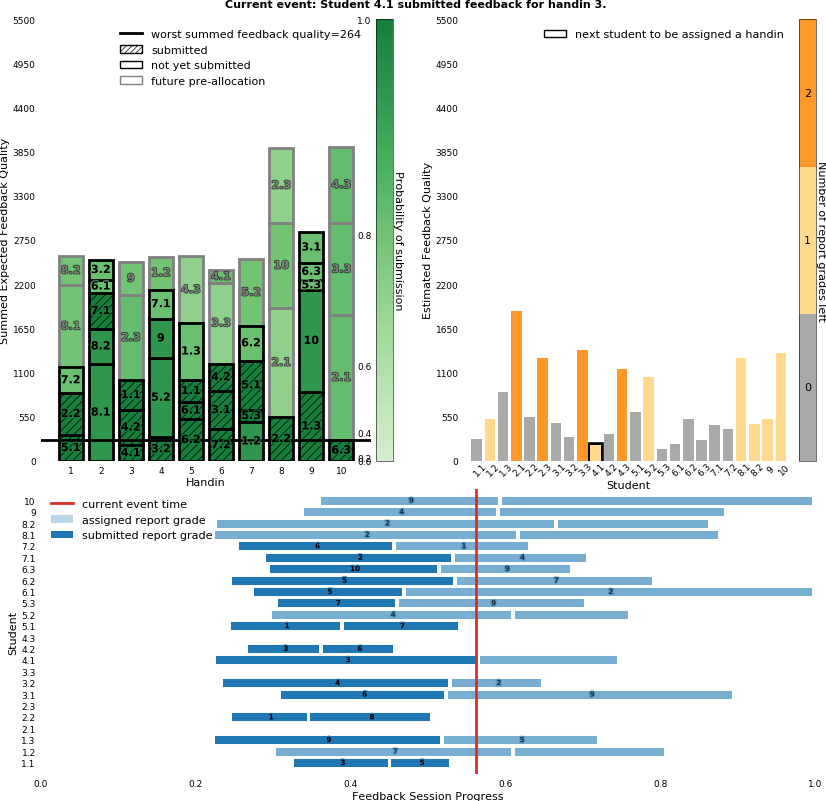 Current event: Student 4.1 submitted feedback for handin 3.
Summed Expected Feedback Quality
5500
4950
4400
3850
3300
2750
2200
1650
1100
550
0
worst summed feedback quality=264
submitted
not yet submitted
future pre-allocation
8.2
8.1
7.2
2.2
5.1
3.2
6.1
7.1
8.2
8.1
9
2.3
1.1
4.2
4.1
1.2
7.1
9
5.2
3.2
4.3
1.3
1.1
6.1
6.2
4.1
3.3
4.2
3.1
7.2
5.2
6.2
5.1
5.3
1.2
2.3
10
2.1
2.2
3.1
6.3
5.3
10
1.3
4.3
3.3
2.1
6.3
1 2 3 4 5 6 7 8 9 10
Handin
1.0
0.8
0.6
0.4
0.2
0.0
Probability of submission
Estimated Feedback Quality
5500
4950
4400
3850
3300
2750
2200
1650
1100
550
0
next student to be assigned a handin
1.1 1.2 1.3 2.1 2.2 2.3 3.1 3.2 3.3 4.1 4.2 4.3 5.1 5.2 5.3 6.1 6.2 6.3 7.1 7.2 8.1 8.2 9 10
Student
2
1
0
Number of report grades left
current event time
assigned report grade
submitted report grade
Student
10 9
9 4
8.2 2
8.1 2
7.2 6 1
7.1 2 4
6.3 10 9
6.2 5 7
6.1 5 2
5.3 7 9
5.2 4
5.1 1 7
4.3
4.2 3 6
4.1 3
3.3
3.2 4 2
3.1 6 9
2.3
2.2 1 8
2.1
1.3 9 5
1.2 7
1.1 3 5
0.0 0.2 0.4 0.6 0.8 1.0
Feedback Session Progress